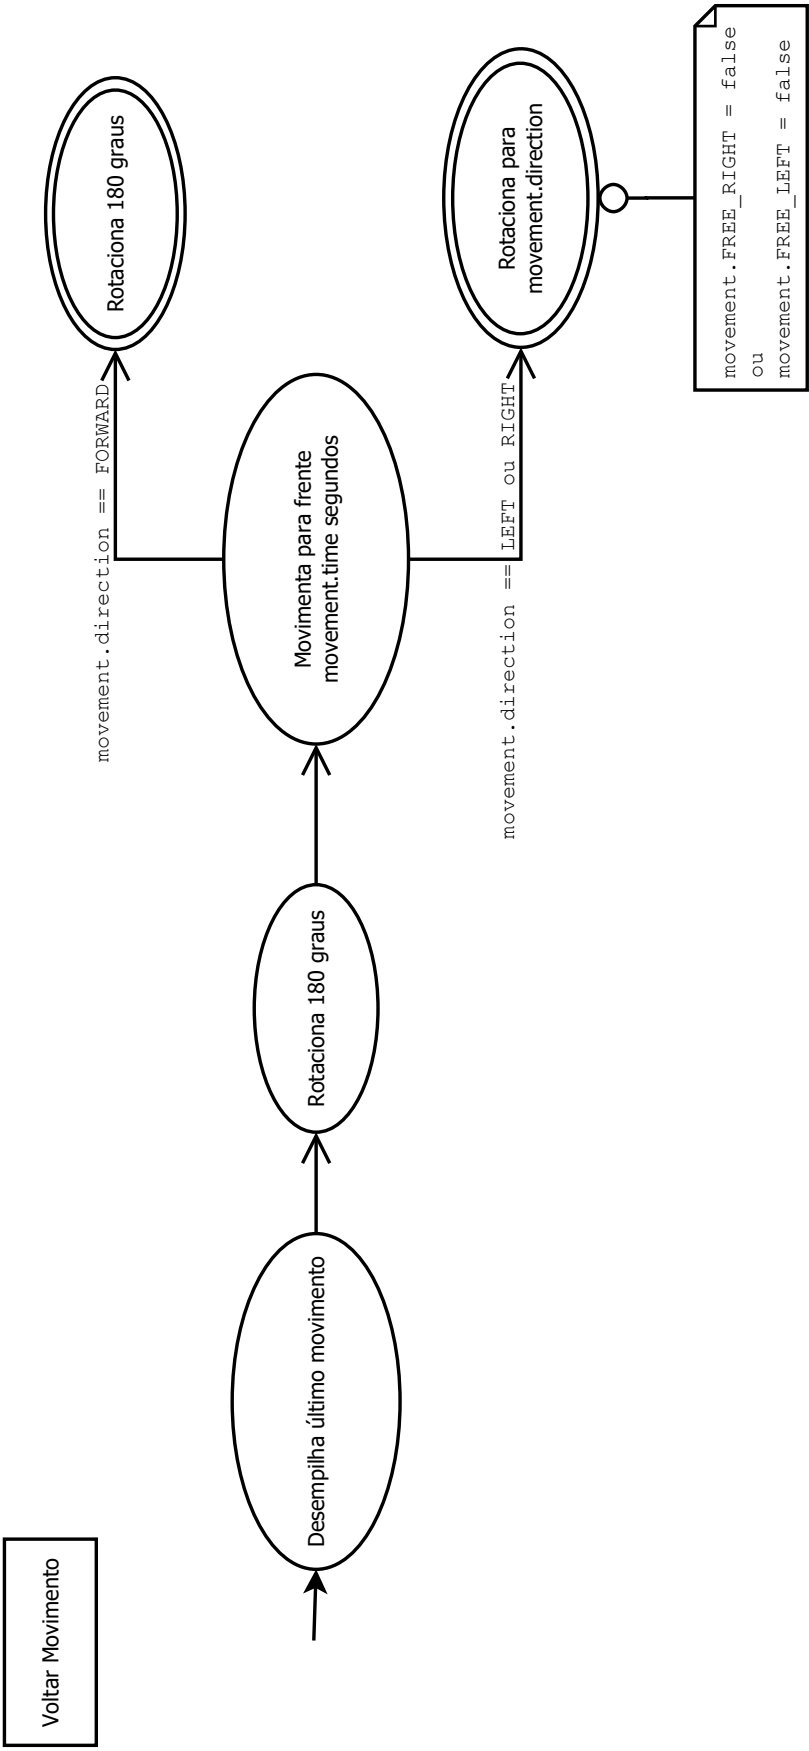 Voltar Movimento
Desempilha último movimento
Rotaciona 180 graus
Movimenta para frente
movement.time segundos
movement.direction == FORWARD
Rotaciona 180 graus
movement.direction == LEFT ou RIGHT
Rotaciona para
movement.direction
movement.FREE_RIGHT = false
ou
movement.FREE_LEFT = false